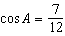 cos A = 7/12